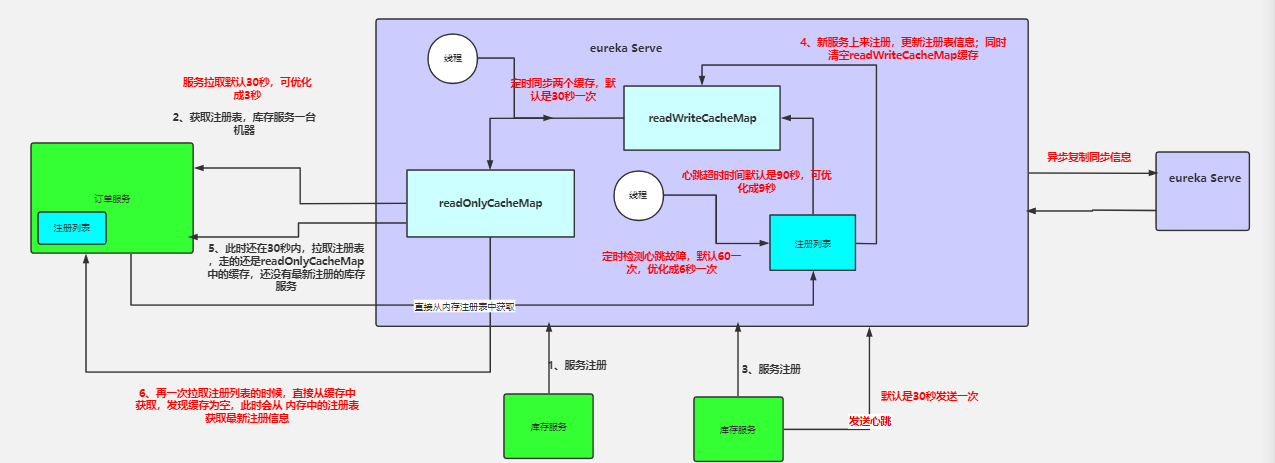 eureka Serve
4、新服务上来注册，更新注册表信息；同时
清空readWriteCacheMap缓存
线程
服务拉取默认30秒，可优化
成3秒
定时同步两个缓存，默
认是30秒一次
2、获取注册表，库存服务一台
机器
readWriteCacheMap
异步复制同步信息
eureka Serve
订单服务
注册列表
readOnlyCacheMap
心跳超时时间默认是90秒，可优
化成9秒
线程
注册列表
5、此时还在30秒内，拉取注册表
，走的还是readOnlyCacheMap
中的缓存，还没有最新注册的库存
服务
定时检测心跳故障，默认60一
次，优化成6秒一次
直接从内存注册表中获取
1、服务注册
3、服务注册
6、再一次拉取注册列表的时候，直接从缓存中
获取，发现缓存为空，此时会从 内存中的注册表
获取最新注册信息
默认是30秒发送一次
发送心跳
库存服务
库存服务